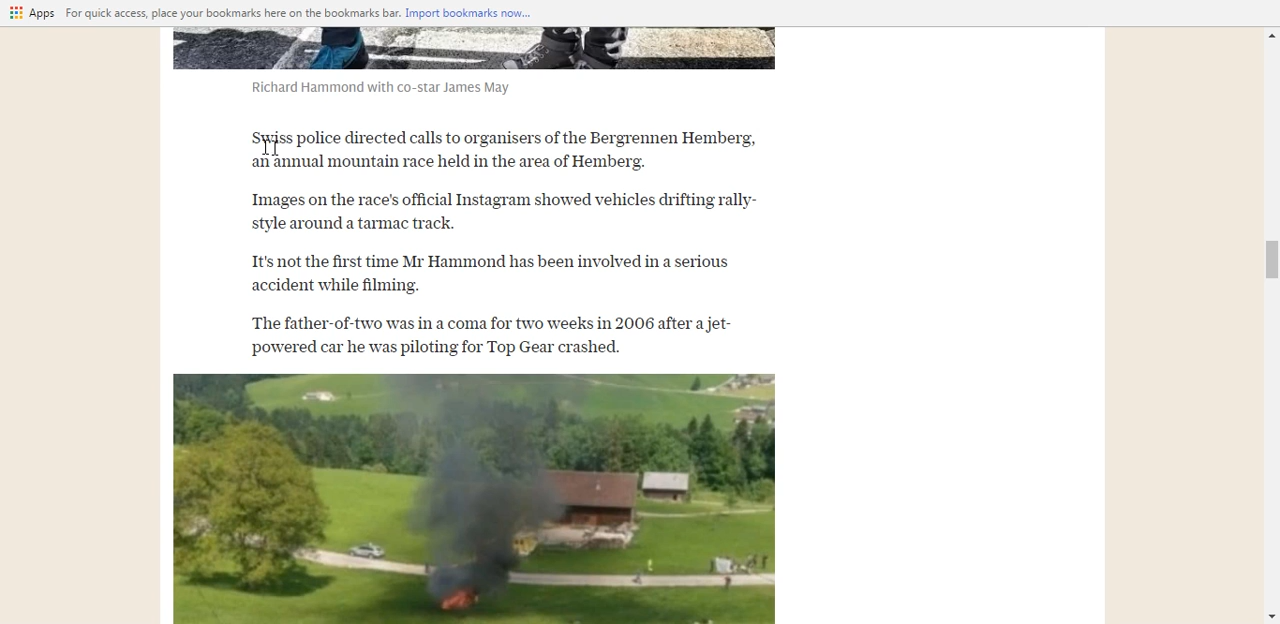 Apps For quick access, place your bookmarks here on the bookmarks bar. Import bookmarks now...
Richard Hammond with co-star James May
Swiss police directed calls to organisers of the Bergrennen Hemberg,
an annual mountain race held in the area of Hemberg.
Images on the race's official Instagram showed vehicles drifting rally-
style around a tarmac track.
It's not the first time Mr Hammond has been involved in a serious
accident while filming.
The father-of-two was in a coma for two weeks in 2006 after a jet-
powered car he was piloting for Top Gear crashed.